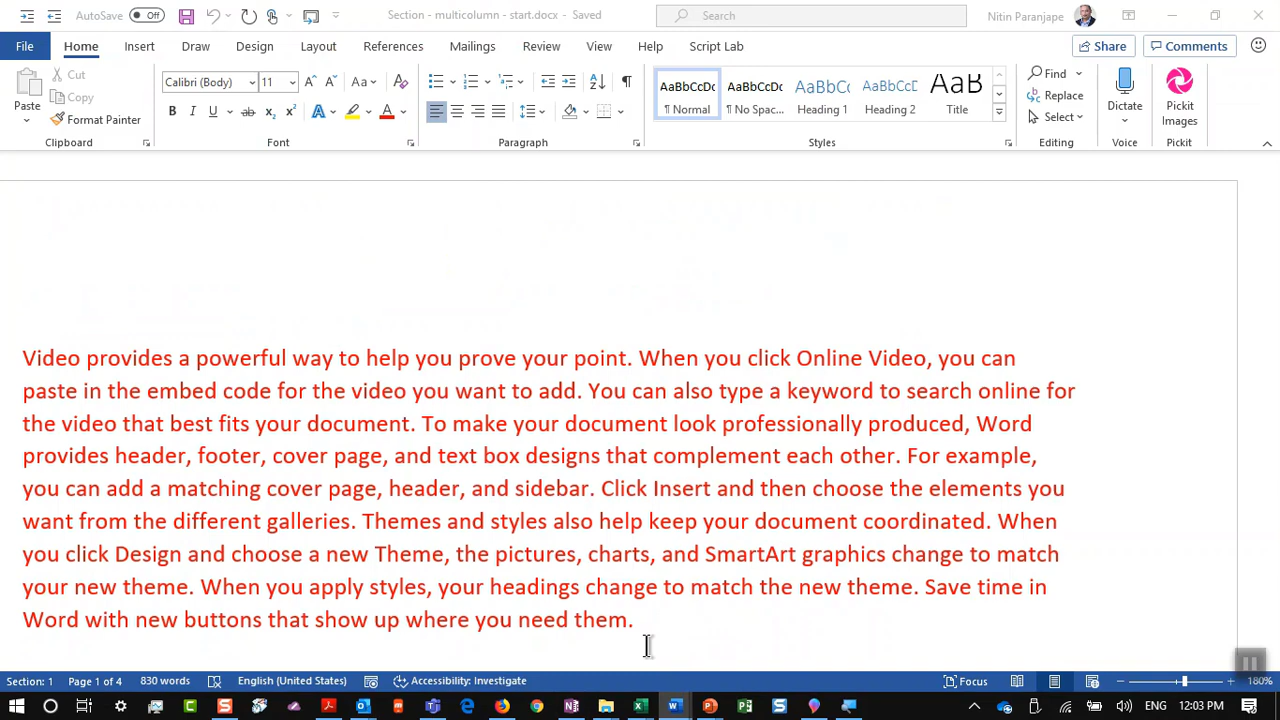 AutoSave Off Section - multicolumn - start.docx - Saved Search Nitin Paranjape
File Home Insert Draw Design Layout References Mailings Review View Help Script Lab Share Comments
Paste Cut Copy Format Painter Clipboard
Calibri (Body) 11 Aa A
B I U ab x₂ x² A A Font
Paragraph
AaBbCcDc ¶ Normal
AaBbCcDc ¶ No Spac...
AaBbCc Heading 1
AaBbCcD Heading 2
AaB Title
Styles
Find Replace Select Editing
Dictate Voice
Pickit Images Pickit
Video provides a powerful way to help you prove your point. When you click Online Video, you can
paste in the embed code for the video you want to add. You can also type a keyword to search online for
the video that best fits your document. To make your document look professionally produced, Word
provides header, footer, cover page, and text box designs that complement each other. For example,
you can add a matching cover page, header, and sidebar. Click Insert and then choose the elements you
want from the different galleries. Themes and styles also help keep your document coordinated. When
you click Design and choose a new Theme, the pictures, charts, and SmartArt graphics change to match
your new theme. When you apply styles, your headings change to match the new theme. Save time in
Word with new buttons that show up where you need them.
Section: 1 Page 1 of 4 830 words English (United States) Accessibility: Investigate Focus 180%
ENG 12:03 PM